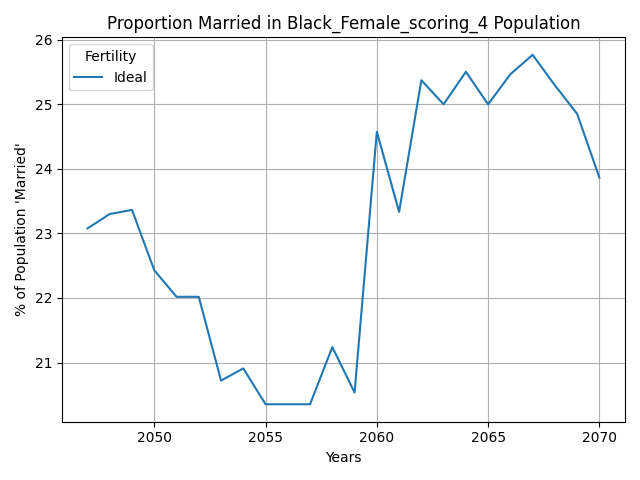 Proportion Married in Black_Female_scoring_4 Population
Fertility
Ideal
% of Population 'Married'
26
25
24
23
22
21
2050
2055
2060
2065
2070
Years